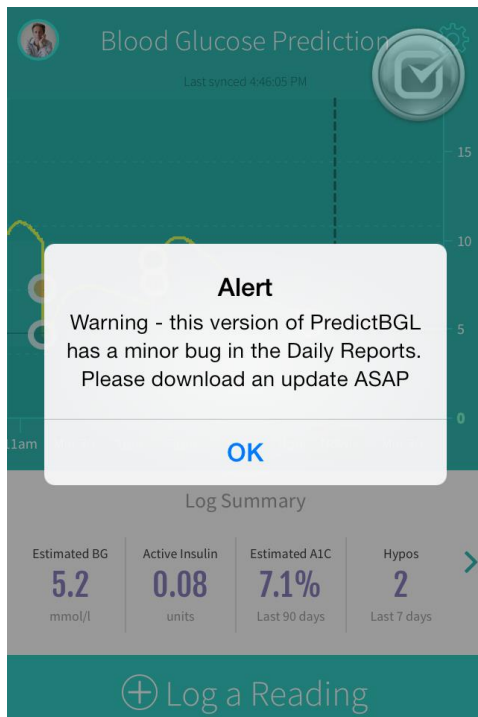 Blood Glucose Prediction
Last synced 4:46:05 PM
15
10
Alert
Warning - this version of PredictBGL
has a minor bug in the Daily Reports.
Please download an update ASAP
5
0
11am
OK
Log Summary
Estimated BG Active Insulin Estimated A1C Hypos
5.2 0.08 7.1% 2
mmol/l units Last 90 days Last 7 days
Log a Reading